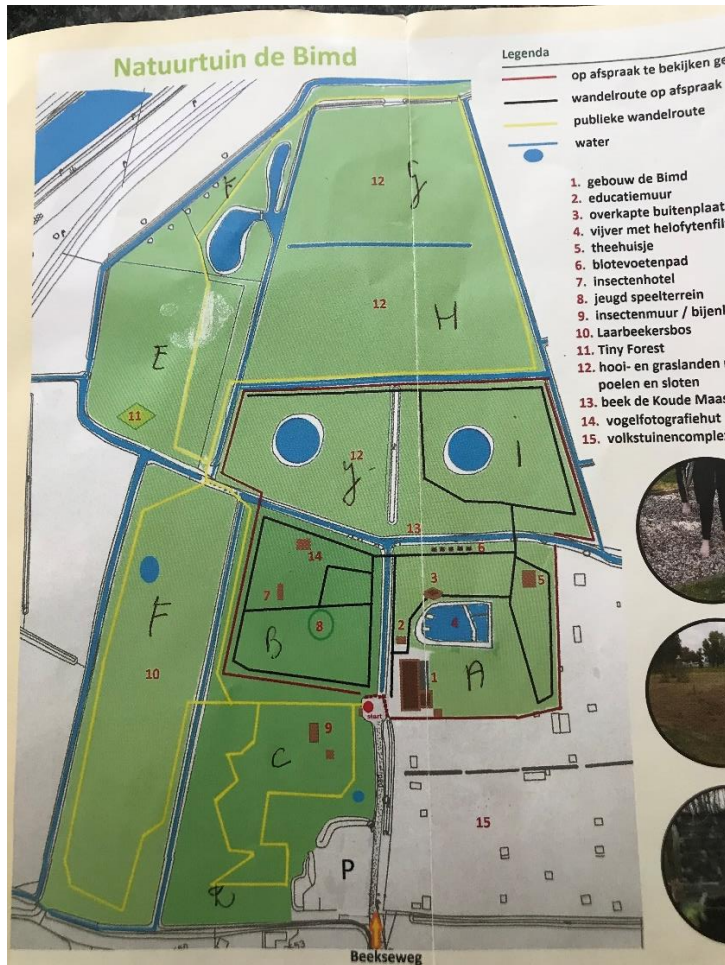 Natuurtuin de Bimd
Legenda
op afspraak te bekijken ge
wandelroute op afspraak
publieke wandelroute
water
1. gebouw de Bimd
2. educatiemuur
3. overkapte buitenplaat
4. vijver met helofytenfil
5. theehuisje
6. blotevoetenpad
7. insectenhotel
8. jeugd speelterrein
9. insectenmuur / bijenl
10. Laarbeekersbos
11. Tiny Forest
12. hooi- en graslanden
poelen en sloten
13. beek de Koude Maas
14. vogelfotografiehut
15. volkstuinencomple
12
G
12
H
E
11
12
I
13
6
14
3
5
7
F
B
8
2
4
10
1
A
start
9
C
15
P
Beekseweg